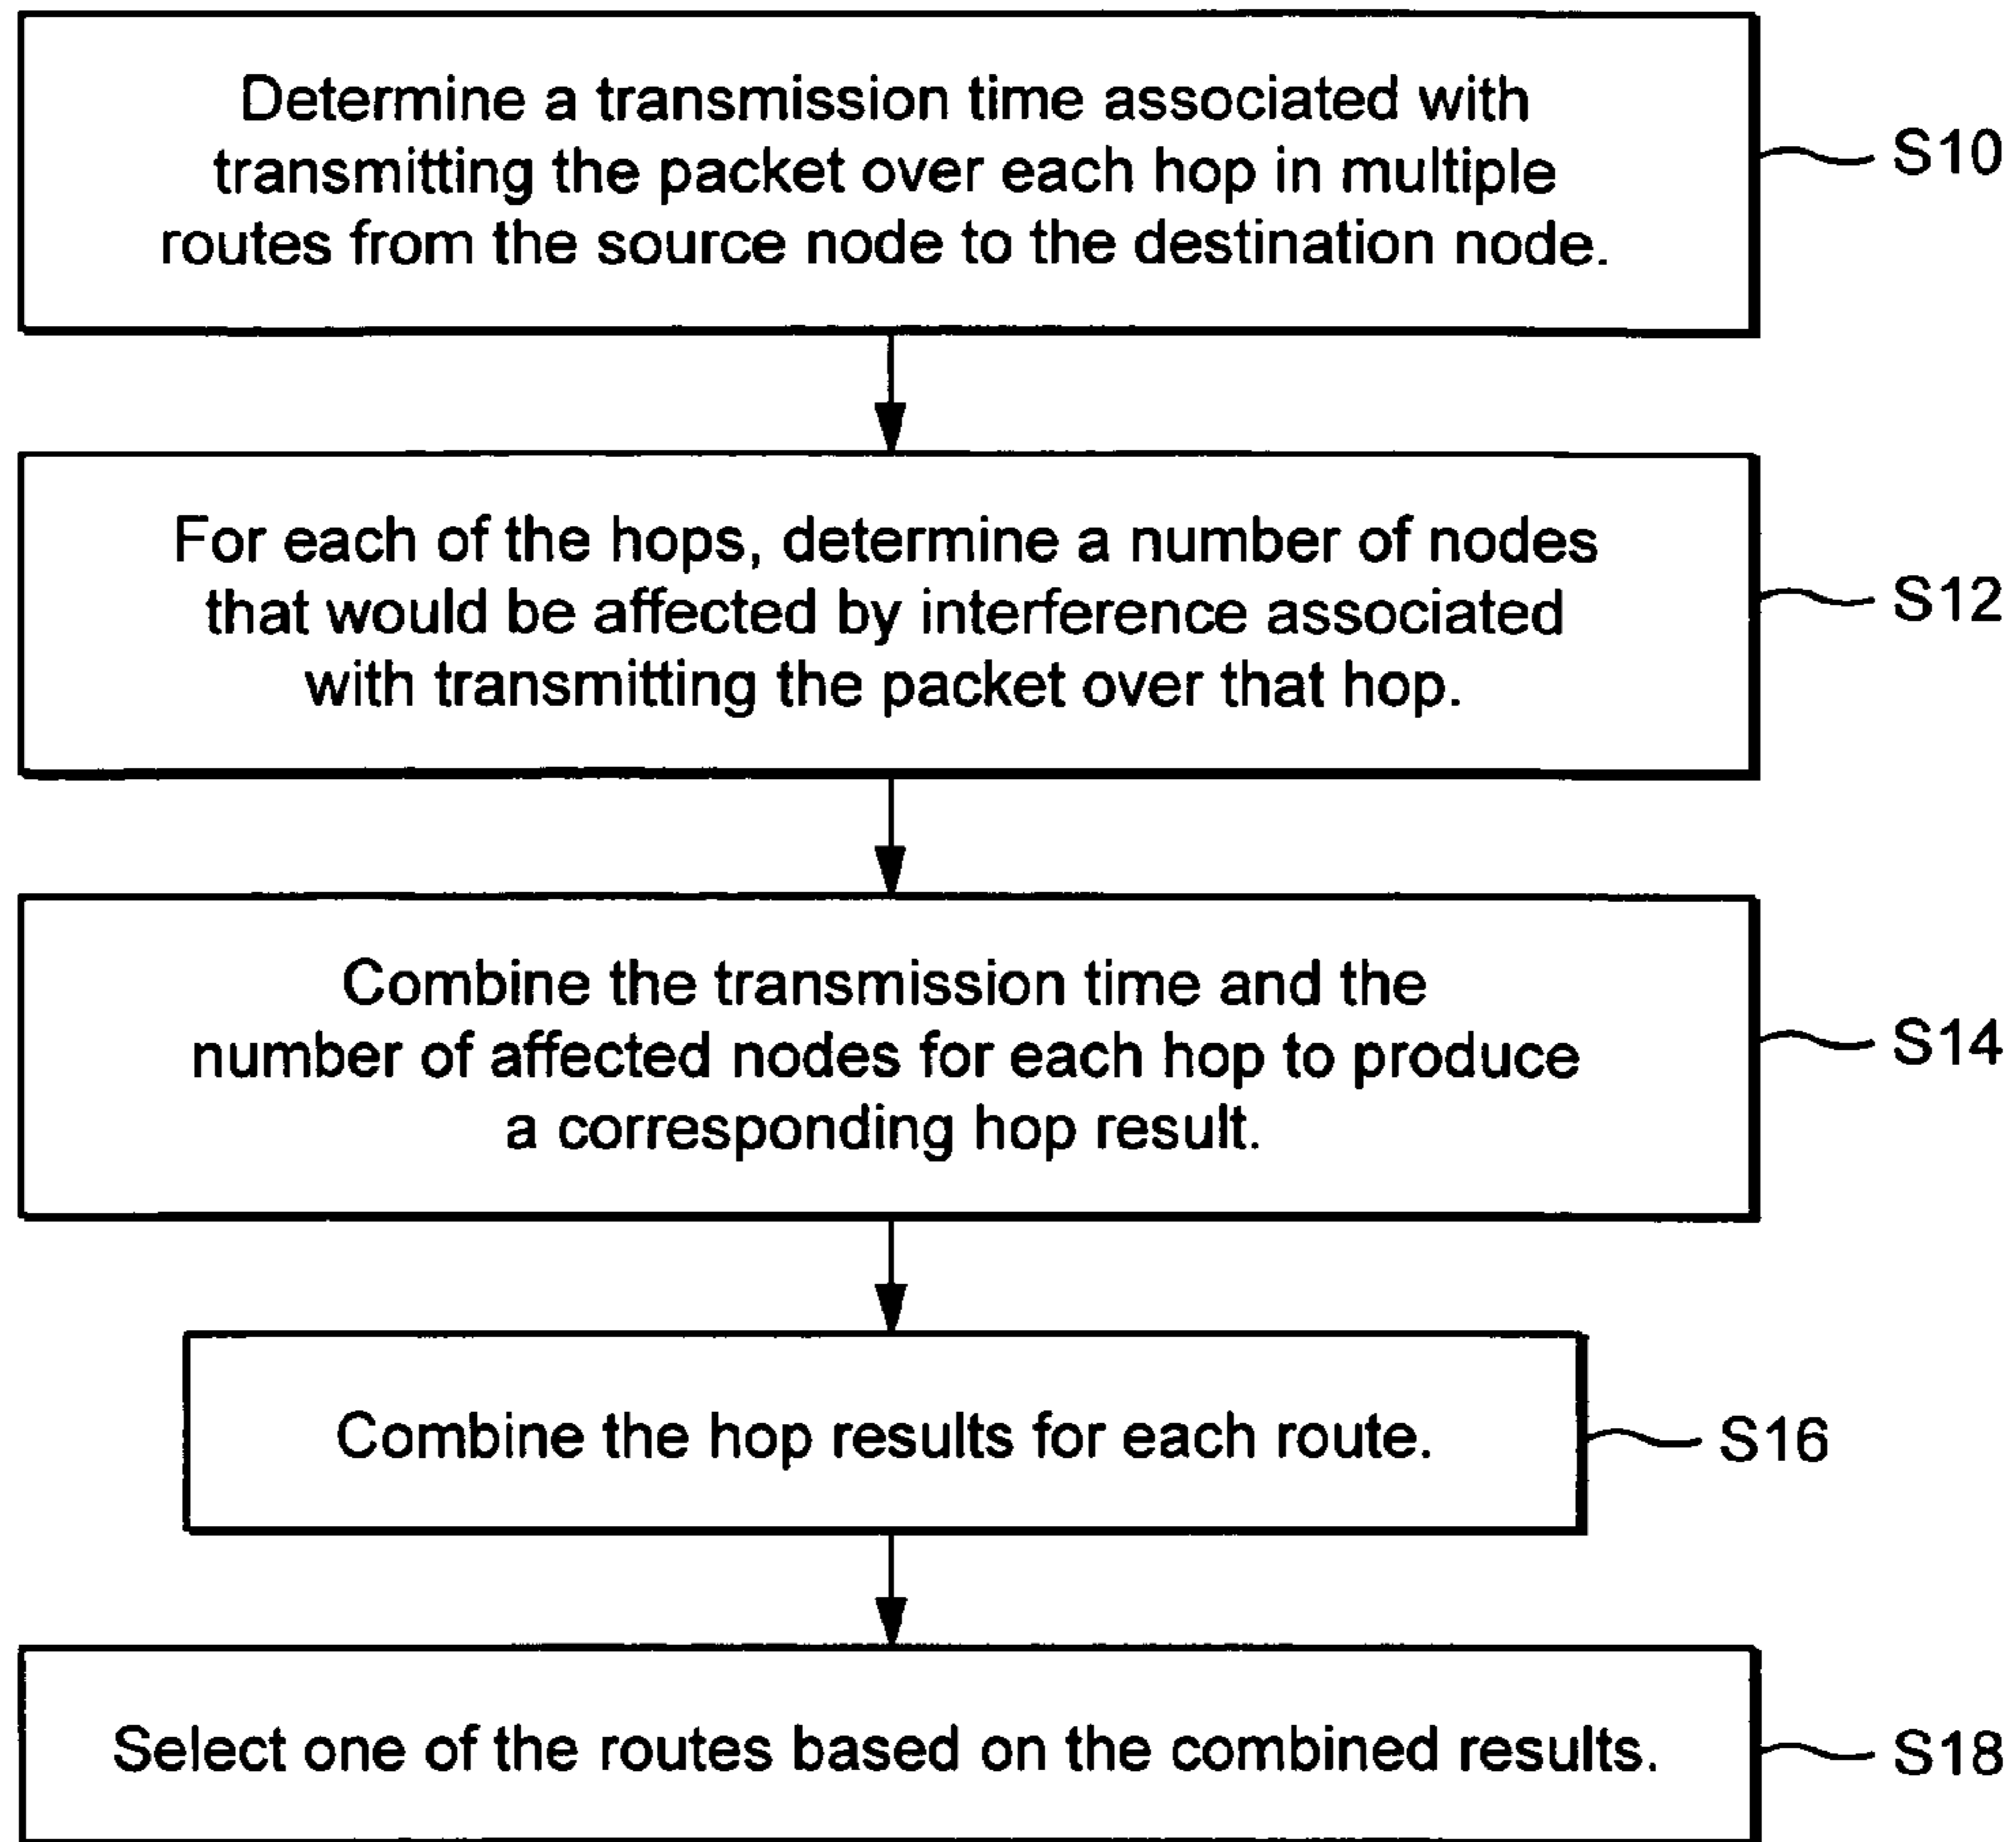 Determine a transmission time associated with
transmitting the packet over each hop in multiple
routes from the source node to the destination node.
S10
For each of the hops, determine a number of nodes
that would be affected by interference associated
with transmitting the packet over that hop.
S12
Combine the transmission time and the
number of affected nodes for each hop to produce
a corresponding hop result.
S14
Combine the hop results for each route.
S16
Select one of the routes based on the combined results.
S18